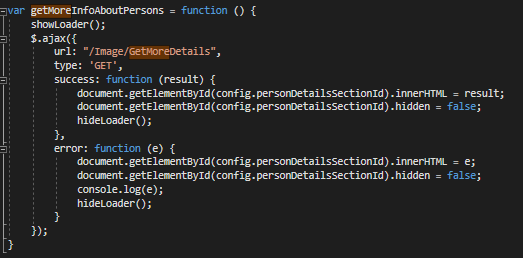 var getMoreInfoAboutPersons = function () {
showLoader();
$.ajax({
url: "/Image/GetMoreDetails",
type: 'GET',
success: function (result) {
document.getElementById(config.personDetailsSectionId).innerHTML = result;
document.getElementById(config.personDetailsSectionId).hidden = false;
hideLoader();
},
error: function (e) {
document.getElementById(config.personDetailsSectionId).innerHTML = e;
document.getElementById(config.personDetailsSectionId).hidden = false;
console.log(e);
hideLoader();
}
});
}